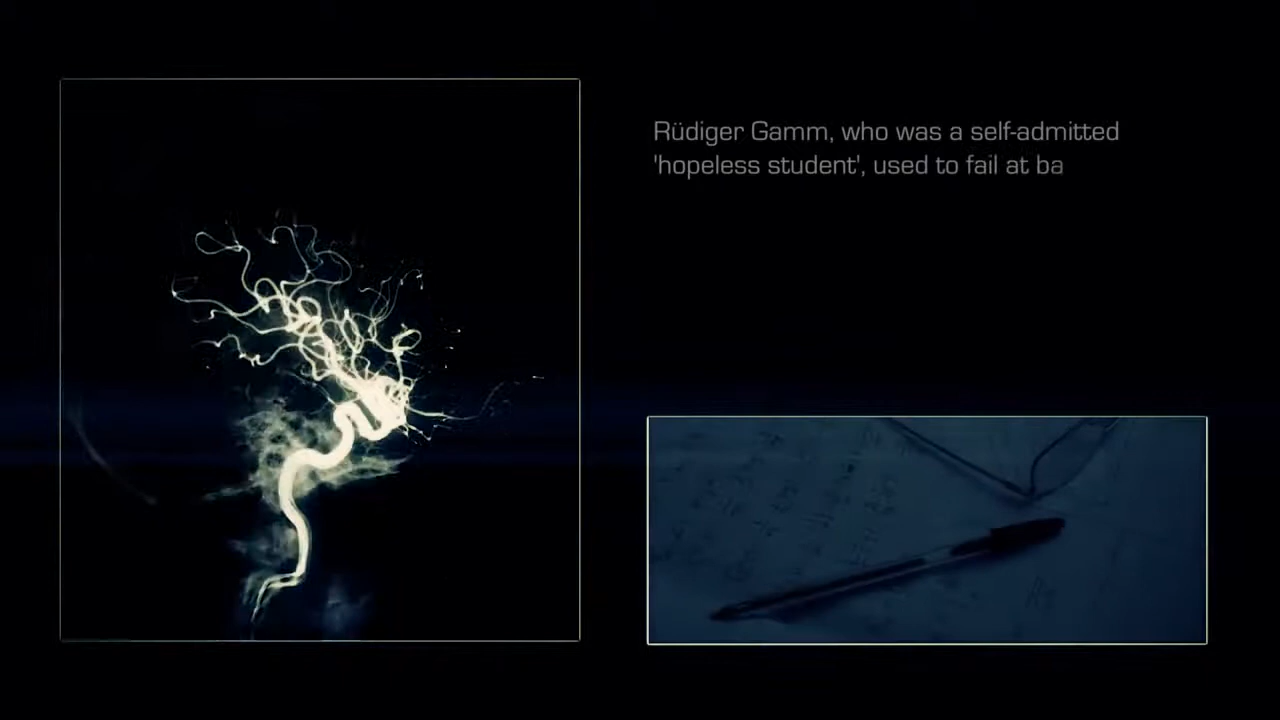 Rüdiger Gamm, who was a self-admitted
'hopeless student', used to fail at ba